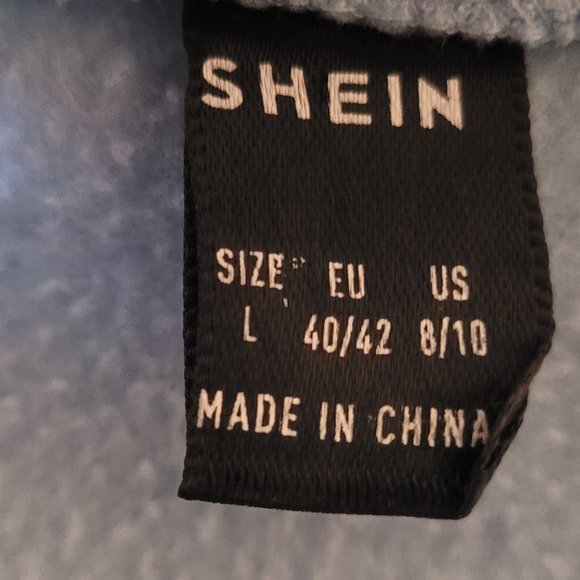 SHEIN
SIZE EU US
L 40/42 8/10
MADE IN CHINA